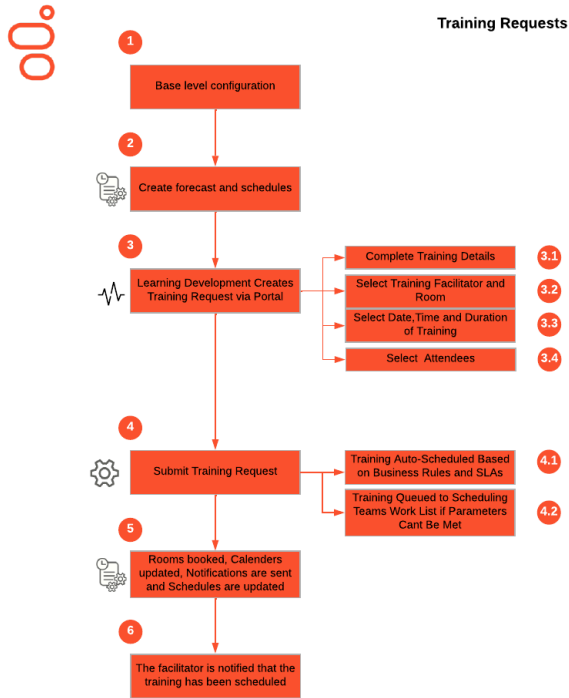 Training Requests
1
Base level configuration
2
Create forecast and schedules
3
Learning Development Creates
Training Request via Portal
Complete Training Details
3.1
Select Training Facilitator and
Room
3.2
Select Date,Time and Duration
of Training
3.3
Select Attendees
3.4
4
Submit Training Request
Training Auto-Scheduled Based
on Business Rules and SLAs
4.1
Training Queued to Scheduling
Teams Work List if Parameters
Cant Be Met
4.2
5
Rooms booked, Calenders
updated, Notifications are sent
and Schedules are updated
6
The facilitator is notified that the
training has been scheduled